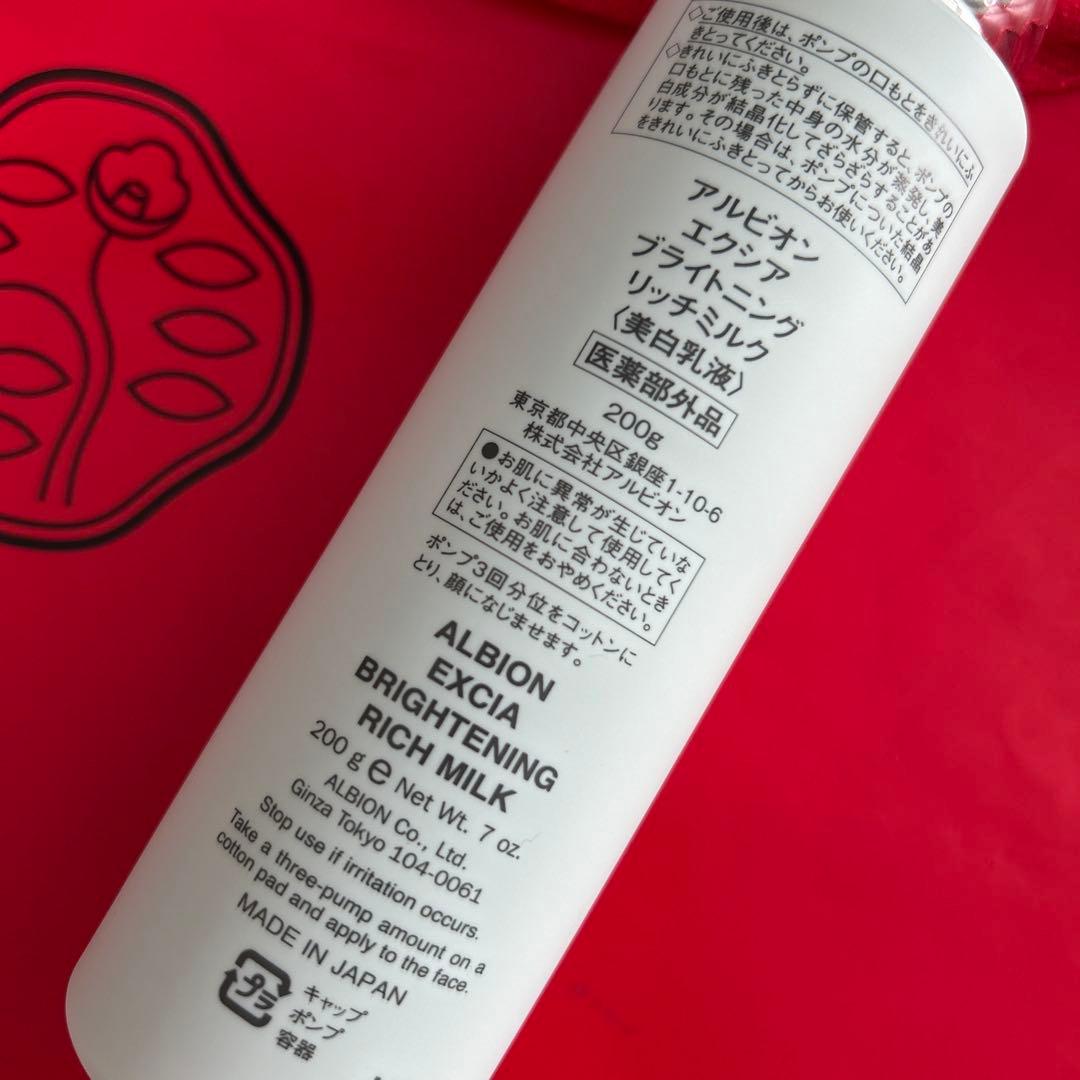 ◇ご使用後は、ポンプの口もとをきれいにふ
きとってください。
◇きれいにふきとらずに保管すると、ポンプの
口もとに残った中身の水分が蒸発し、美
白成分が結晶化してざらざらすることがあ
ります。その場合は、ポンプについた結晶
をきれいにふきとってからお使いください。
アルビオン
エクシア
ブライトニング
リッチミルク
〈美白乳液〉
医薬部外品
200g
東京都中央区銀座1-10-6
株式会社アルビオン
●お肌に異常が生じていな
いかよく注意して使用してく
ださい。お肌に合わないとき
は、ご使用をおやめください。
ポンプ3回分位をコットンに
とり、顔になじませます。
ALBION
EXCIA
BRIGHTENING
RICH MILK
200 g ℮ Net Wt. 7 oz.
ALBION Co., Ltd.
Ginza Tokyo 104-0061
Stop use if irritation occurs.
Take a three-pump amount on a
cotton pad and apply to the face.
MADE IN JAPAN
プラ
キャップ
ポンプ
容器